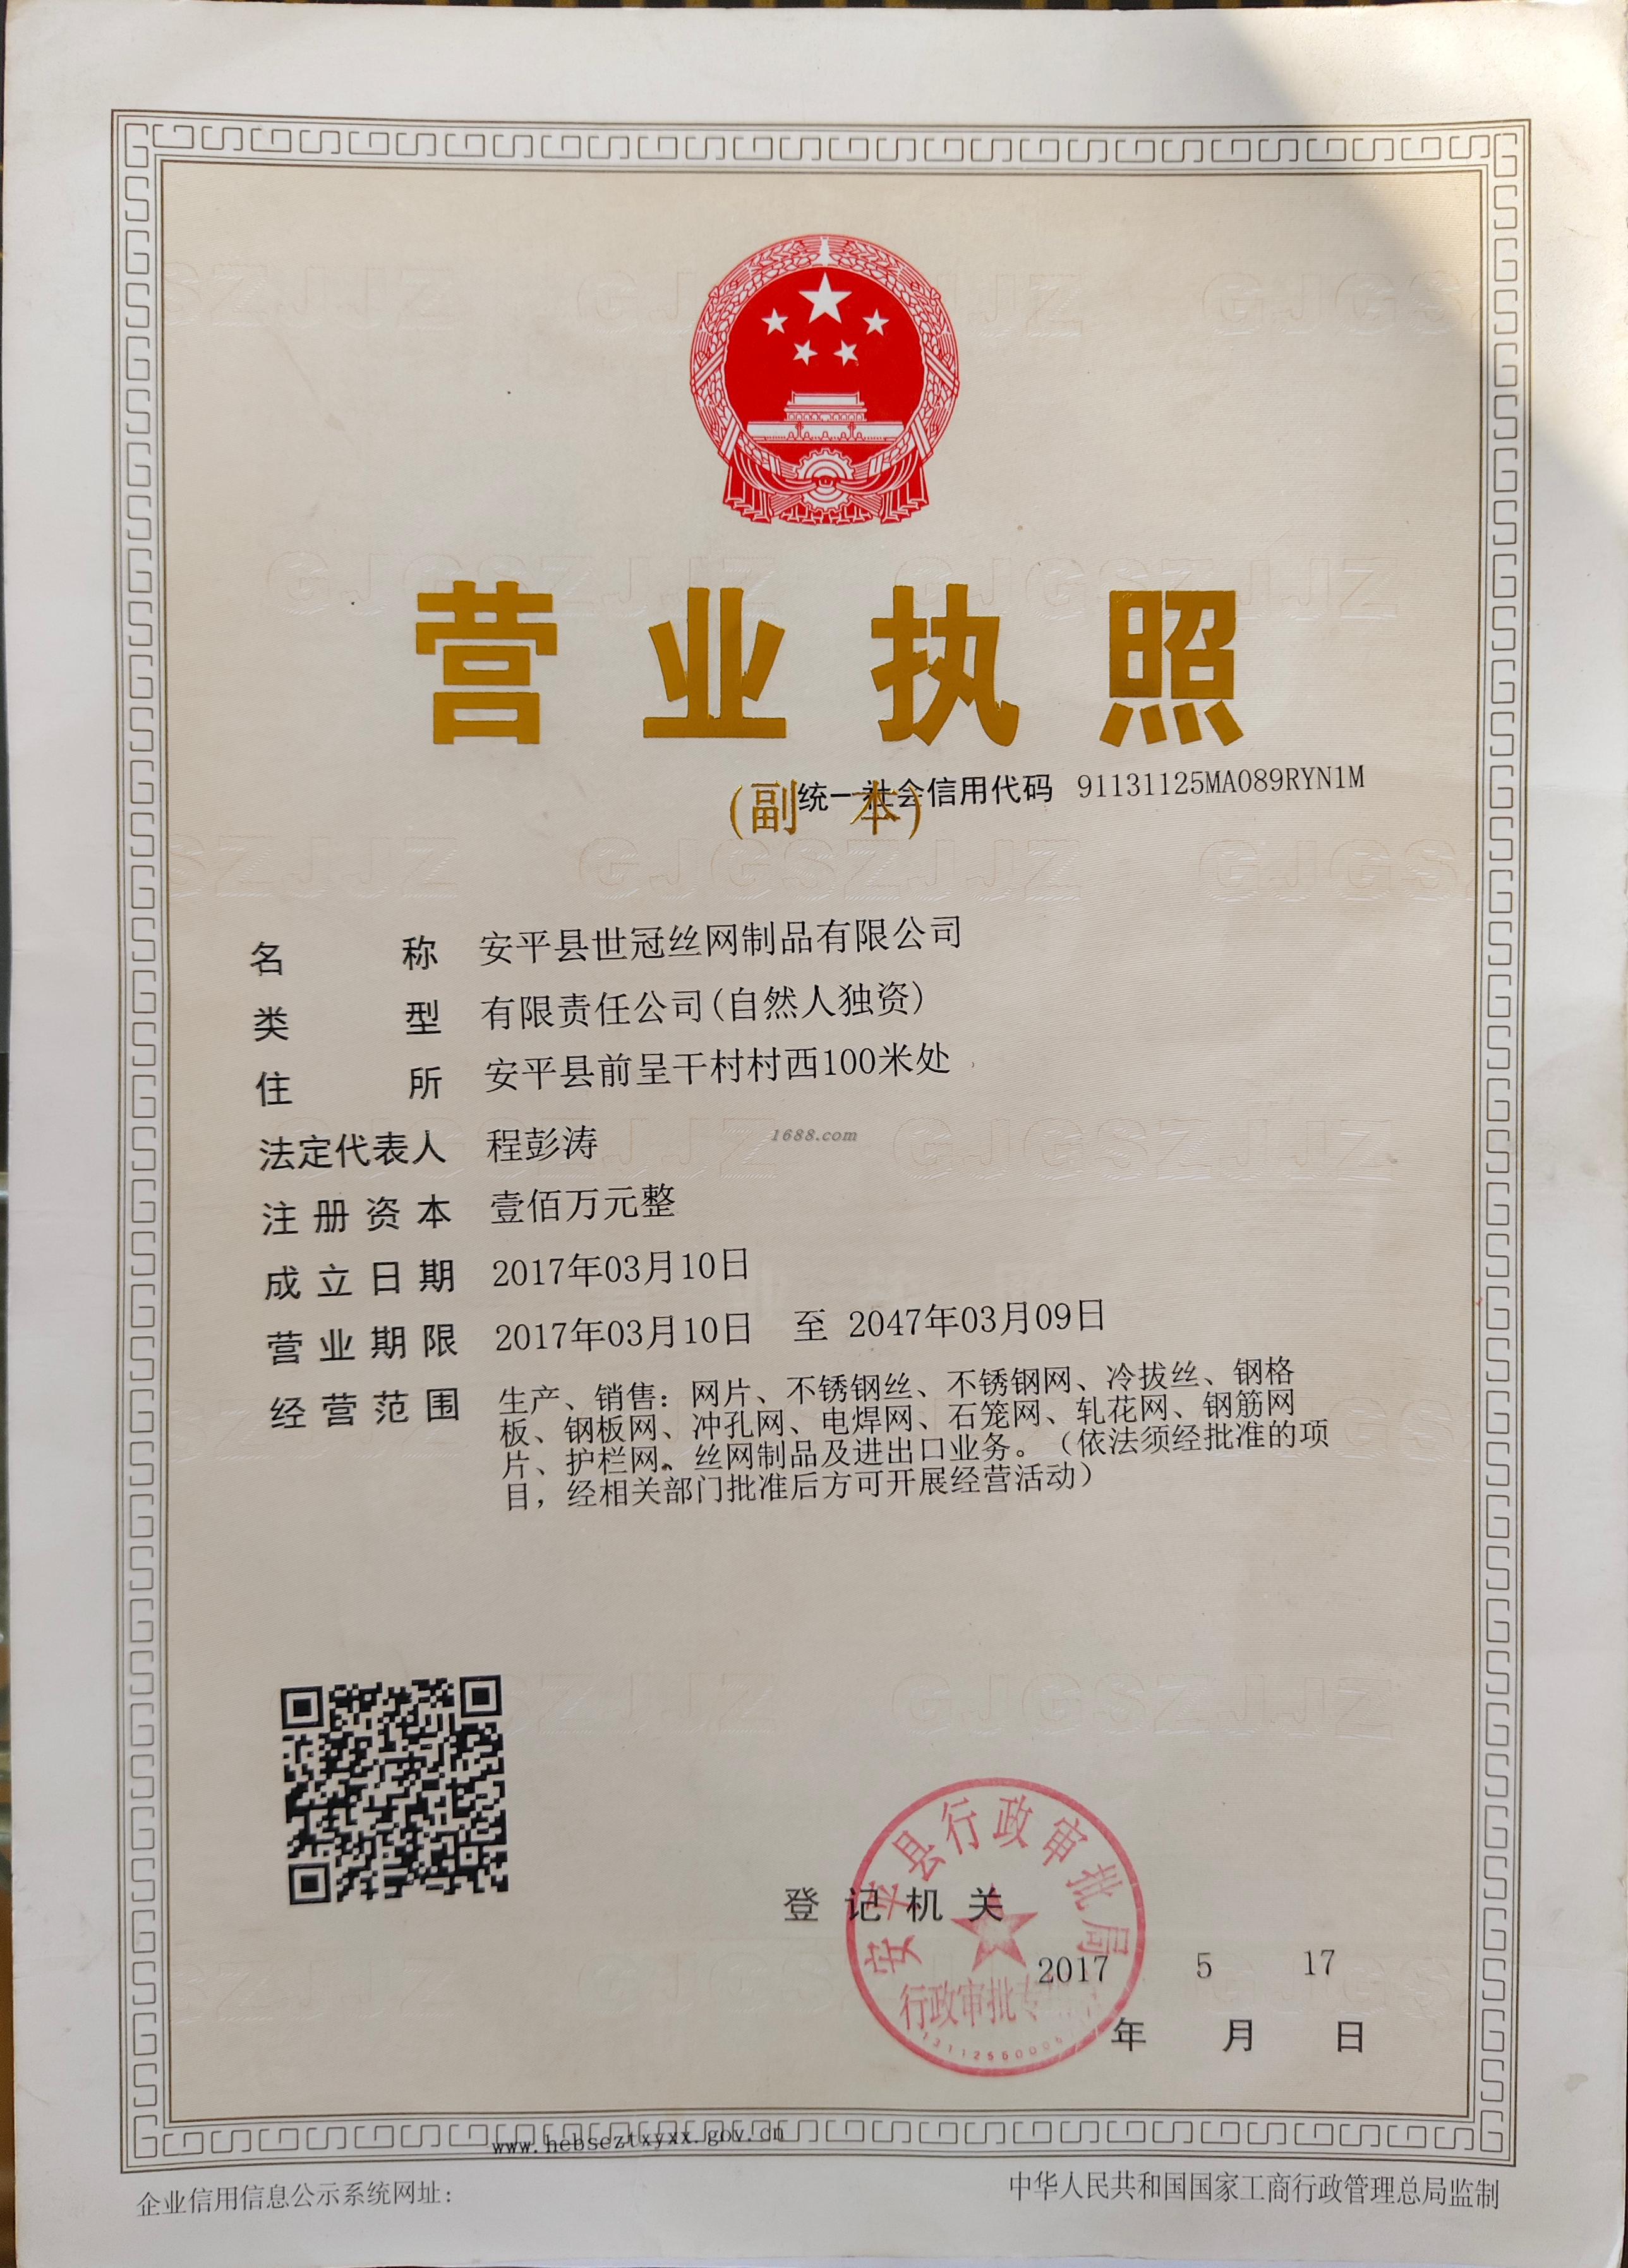 营业执照
(副 本)
统一社会信用代码 91131125MA089RYN1M
名 称 安平县世冠丝网制品有限公司
类 型 有限责任公司(自然人独资)
住 所 安平县前呈干村村西100米处
1688.com
法定代表人 程彭涛
注册资本 壹佰万元整
成立日期 2017年03月10日
营业期限 2017年03月10日 至 2047年03月09日
经营范围 生产、销售：网片、不锈钢丝、不锈钢网、冷拔丝、钢格
板、钢板网、冲孔网、电焊网、石笼网、轧花网、钢筋网
片、护栏网、丝网制品及进出口业务。（依法须经批准的项
目，经相关部门批准后方可开展经营活动）
安平县行政审批局
登记机关
行政审批专
2017 5 17
年 月 日
www.hebscztxyxx.gov.cn
企业信用信息公示系统网址：
中华人民共和国国家工商行政管理总局监制